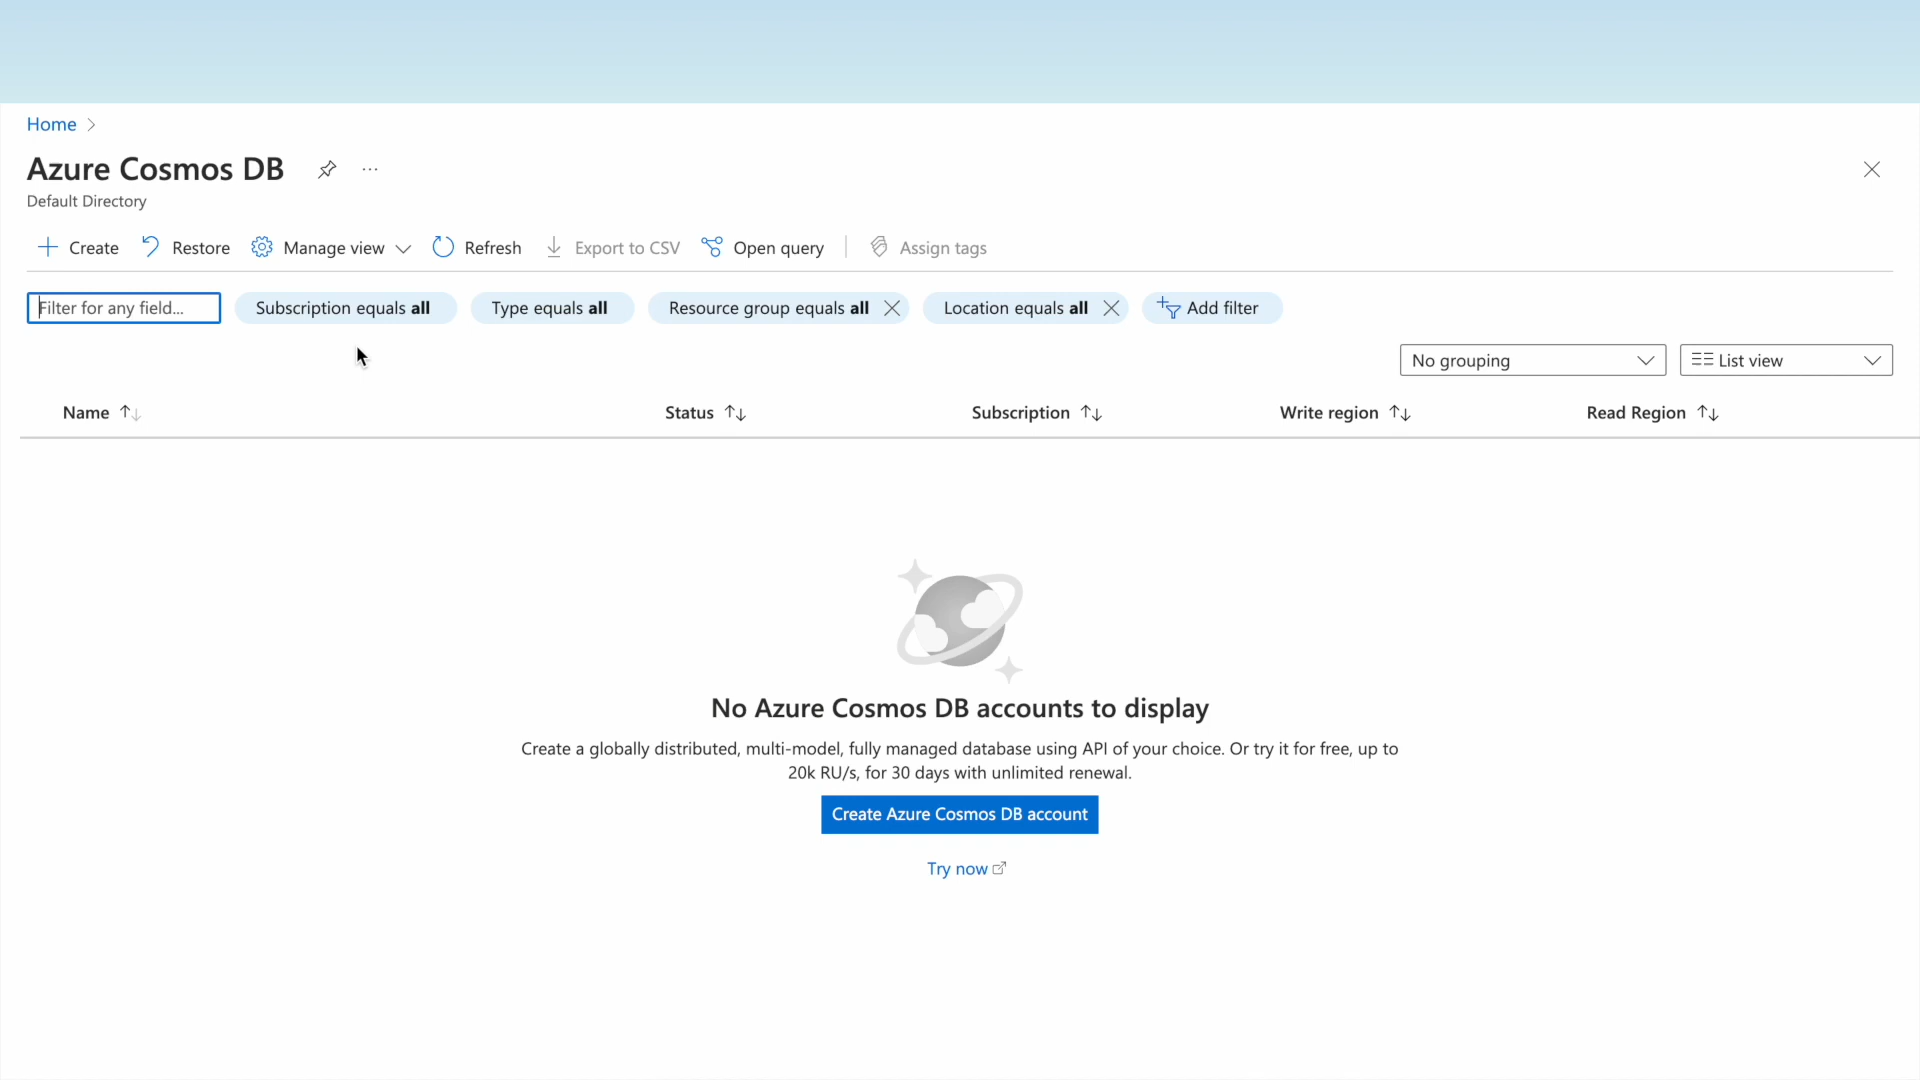 Home
Azure Cosmos DB
Default Directory
Create Restore Manage view Refresh Export to CSV Open query Assign tags
Filter for any field... Subscription equals all Type equals all Resource group equals all Location equals all Add filter
No grouping List view
Name Status Subscription Write region Read Region
No Azure Cosmos DB accounts to display
Create a globally distributed, multi-model, fully managed database using API of your choice. Or try it for free, up to
20k RU/s, for 30 days with unlimited renewal.
Create Azure Cosmos DB account
Try now